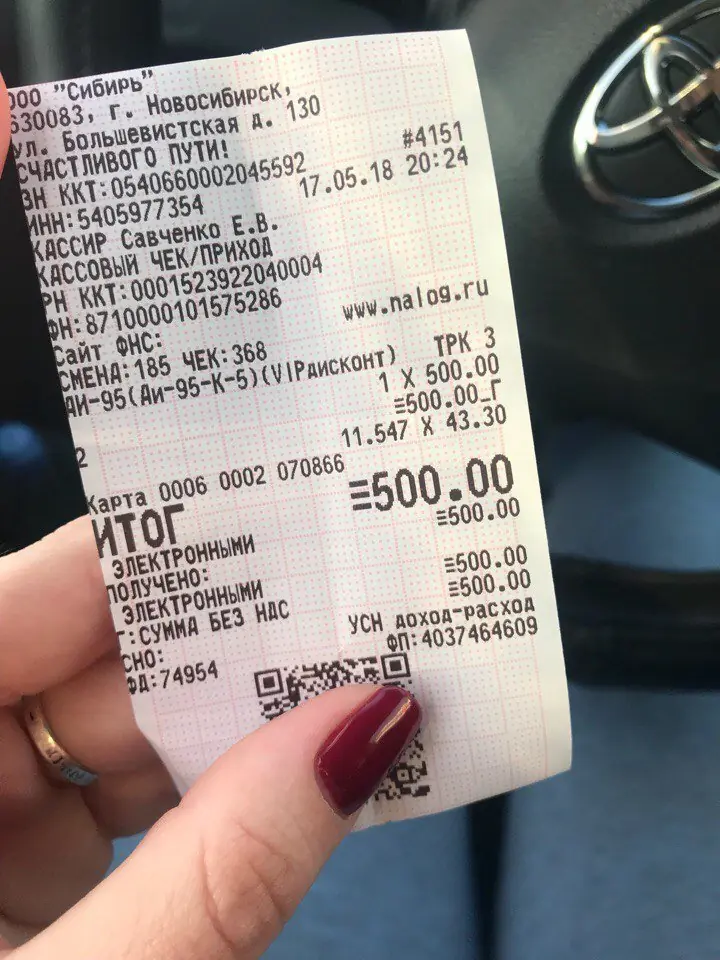 ООО "Сибирь"
630083, г. Новосибирск,
ул. Большевистская д. 130
СЧАСТЛИВОГО ПУТИ!
#4151
ЗН ККТ:0540660002045592
17.05.18 20:24
ИНН:5405977354
КАССИР Савченко Е.В.
КАССОВЫЙ ЧЕК/ПРИХОД
РН ККТ:0001523922040004
ФН:8710000101575286
Сайт ФНС:
www.nalog.ru
СМЕНА:185 ЧЕК:368
АИ-95(Аи-95-К-5)(VIPдисконт) ТРК 3
1 X 500.00
≡500.00_Г
2
11.547 X 43.30
Карта 0006 0002 070866
ИТОГ ≡500.00
ЭЛЕКТРОННЫМИ ≡500.00
ПОЛУЧЕНО:
ЭЛЕКТРОННЫМИ ≡500.00
Г:СУММА БЕЗ НДС ≡500.00
СНО: УСН доход-расход
ФД:74954 ФП:4037464609